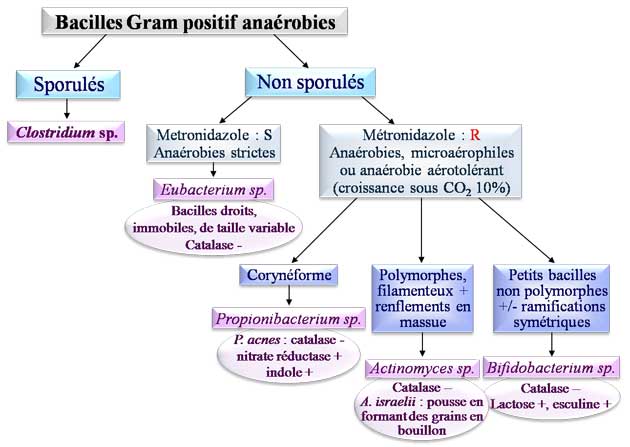 Bacilles Gram positif anaérobies
Sporulés
Non sporulés
Clostridium sp.
Metronidazole : S
Anaérobies strictes
Métronidazole : R
Anaérobies, microaérophiles
ou anaérobie aérotolérant
(croissance sous CO2 10%)
Eubacterium sp.
Bacilles droits,
immobiles, de taille variable
Catalase -
Corynéforme
Polymorphes,
filamenteux +
renflements en
massue
Petits bacilles
non polymorphes
+/- ramifications
symétriques
Propionibacterium sp.
P. acnes : catalase -
nitrate réductase +
indole +
Actinomyces sp.
Catalase –
A. israelii : pousse en
formant des grains en
bouillon
Bifidobacterium sp.
Catalase –
Lactose +, esculine +